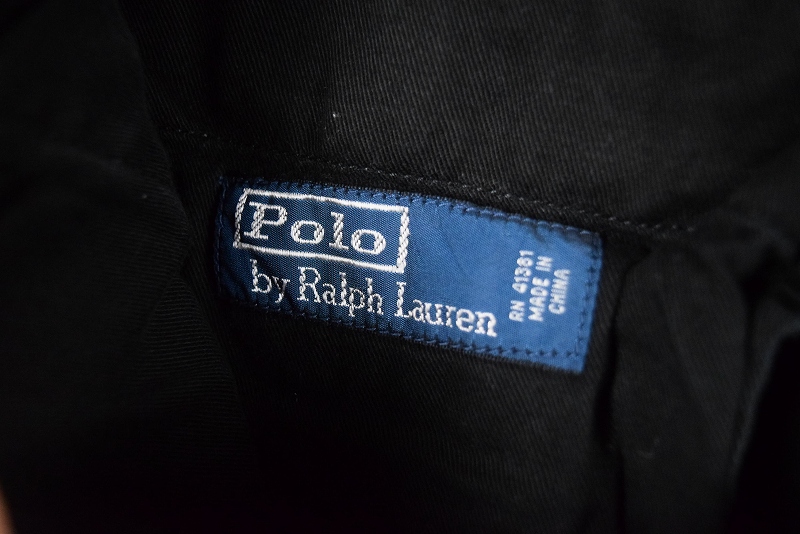 Polo
by Ralph Lauren
RN 41381
MADE IN
CHINA